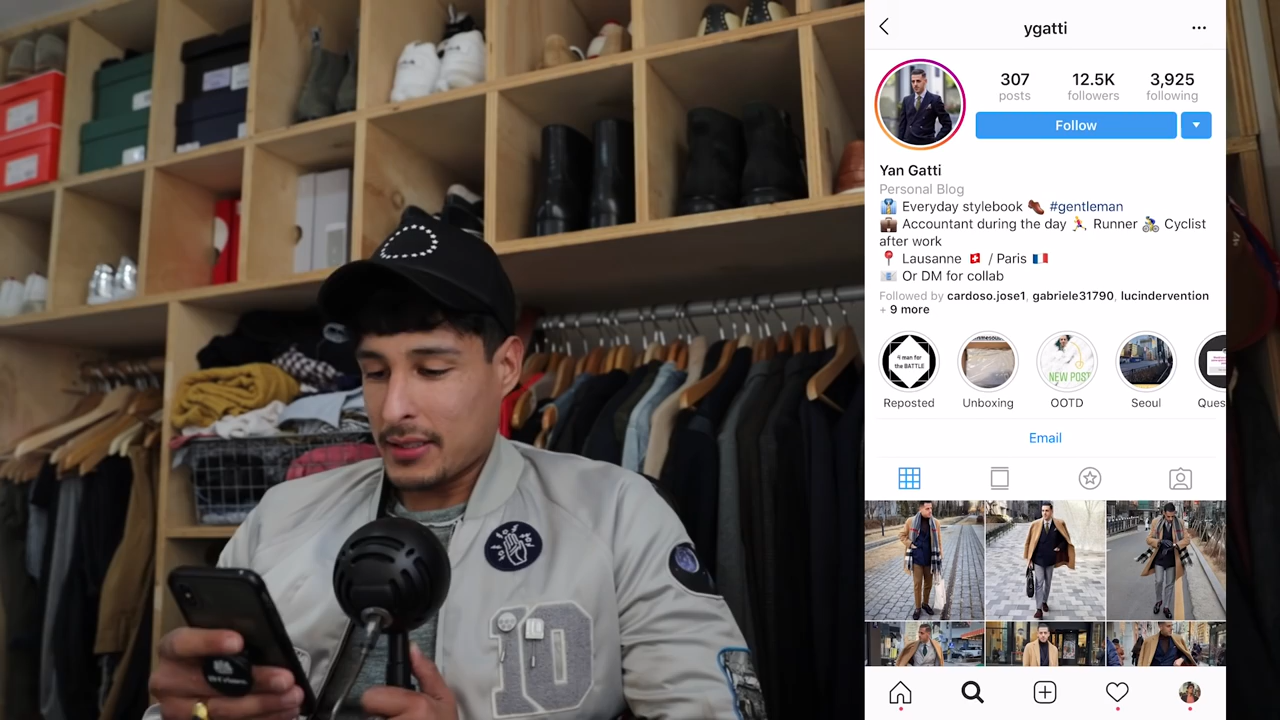 ygatti
307
12.5K
3,925
posts
followers
following
Follow
Yan Gatti
Personal Blog
Everyday stylebook #gentleman
Accountant during the day Runner Cyclist
after work
Lausanne / Paris
Or DM for collab
Followed by cardoso.jose1, gabriele31790, lucindervention
+ 9 more
4 man for
the BATTLE
NEW POST
Reposted
Unboxing
OOTD
Seoul
Ques
Email
10